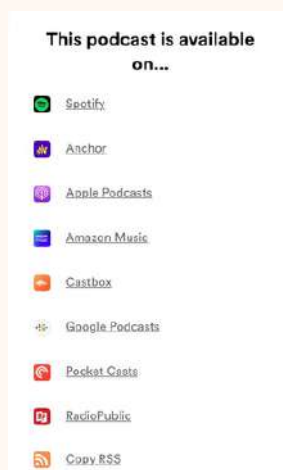 This podcast is available
on...
Spotify
Anchor
Apple Podcasts
Amazon Music
Castbox
Google Podcasts
Pocket Casts
RadioPublic
Copy RSS